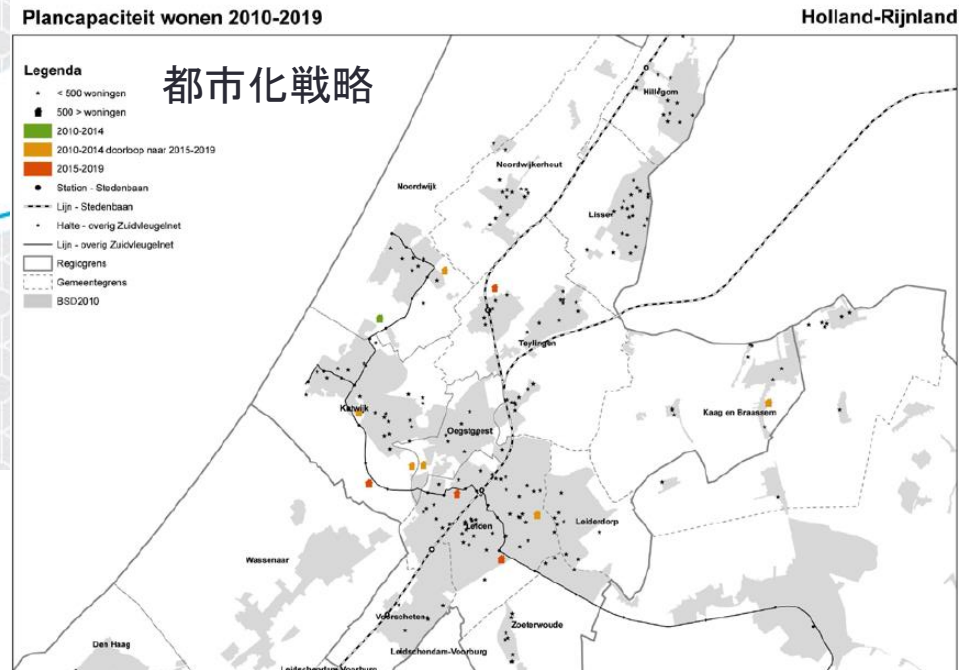 Plancapaciteit wonen 2010-2019
Holland-Rijnland
都市化戦略
Legenda
< 500 woningen
500 > woningen
2010-2014
2010-2014 doorloop naar 2015-2019
2015-2019
Station - Stedenbaan
Lijn - Stedenbaan
Halte - overig Zuidvleugelnet
Lijn - overig Zuidvleugelnet
Regiogrens
Gemeentegrens
BSD2010
Hillegom
Noordwijkerhout
Noordwijk
Lisse
Teylingen
Katwijk
Kaag en Braassem
Oegstgeest
Leiden
Leiderdorp
Wassenaar
Voorschoten
Zoeterwoude
Den Haag
Leidschendam-Voorburg
Leidschendam-Voorburg